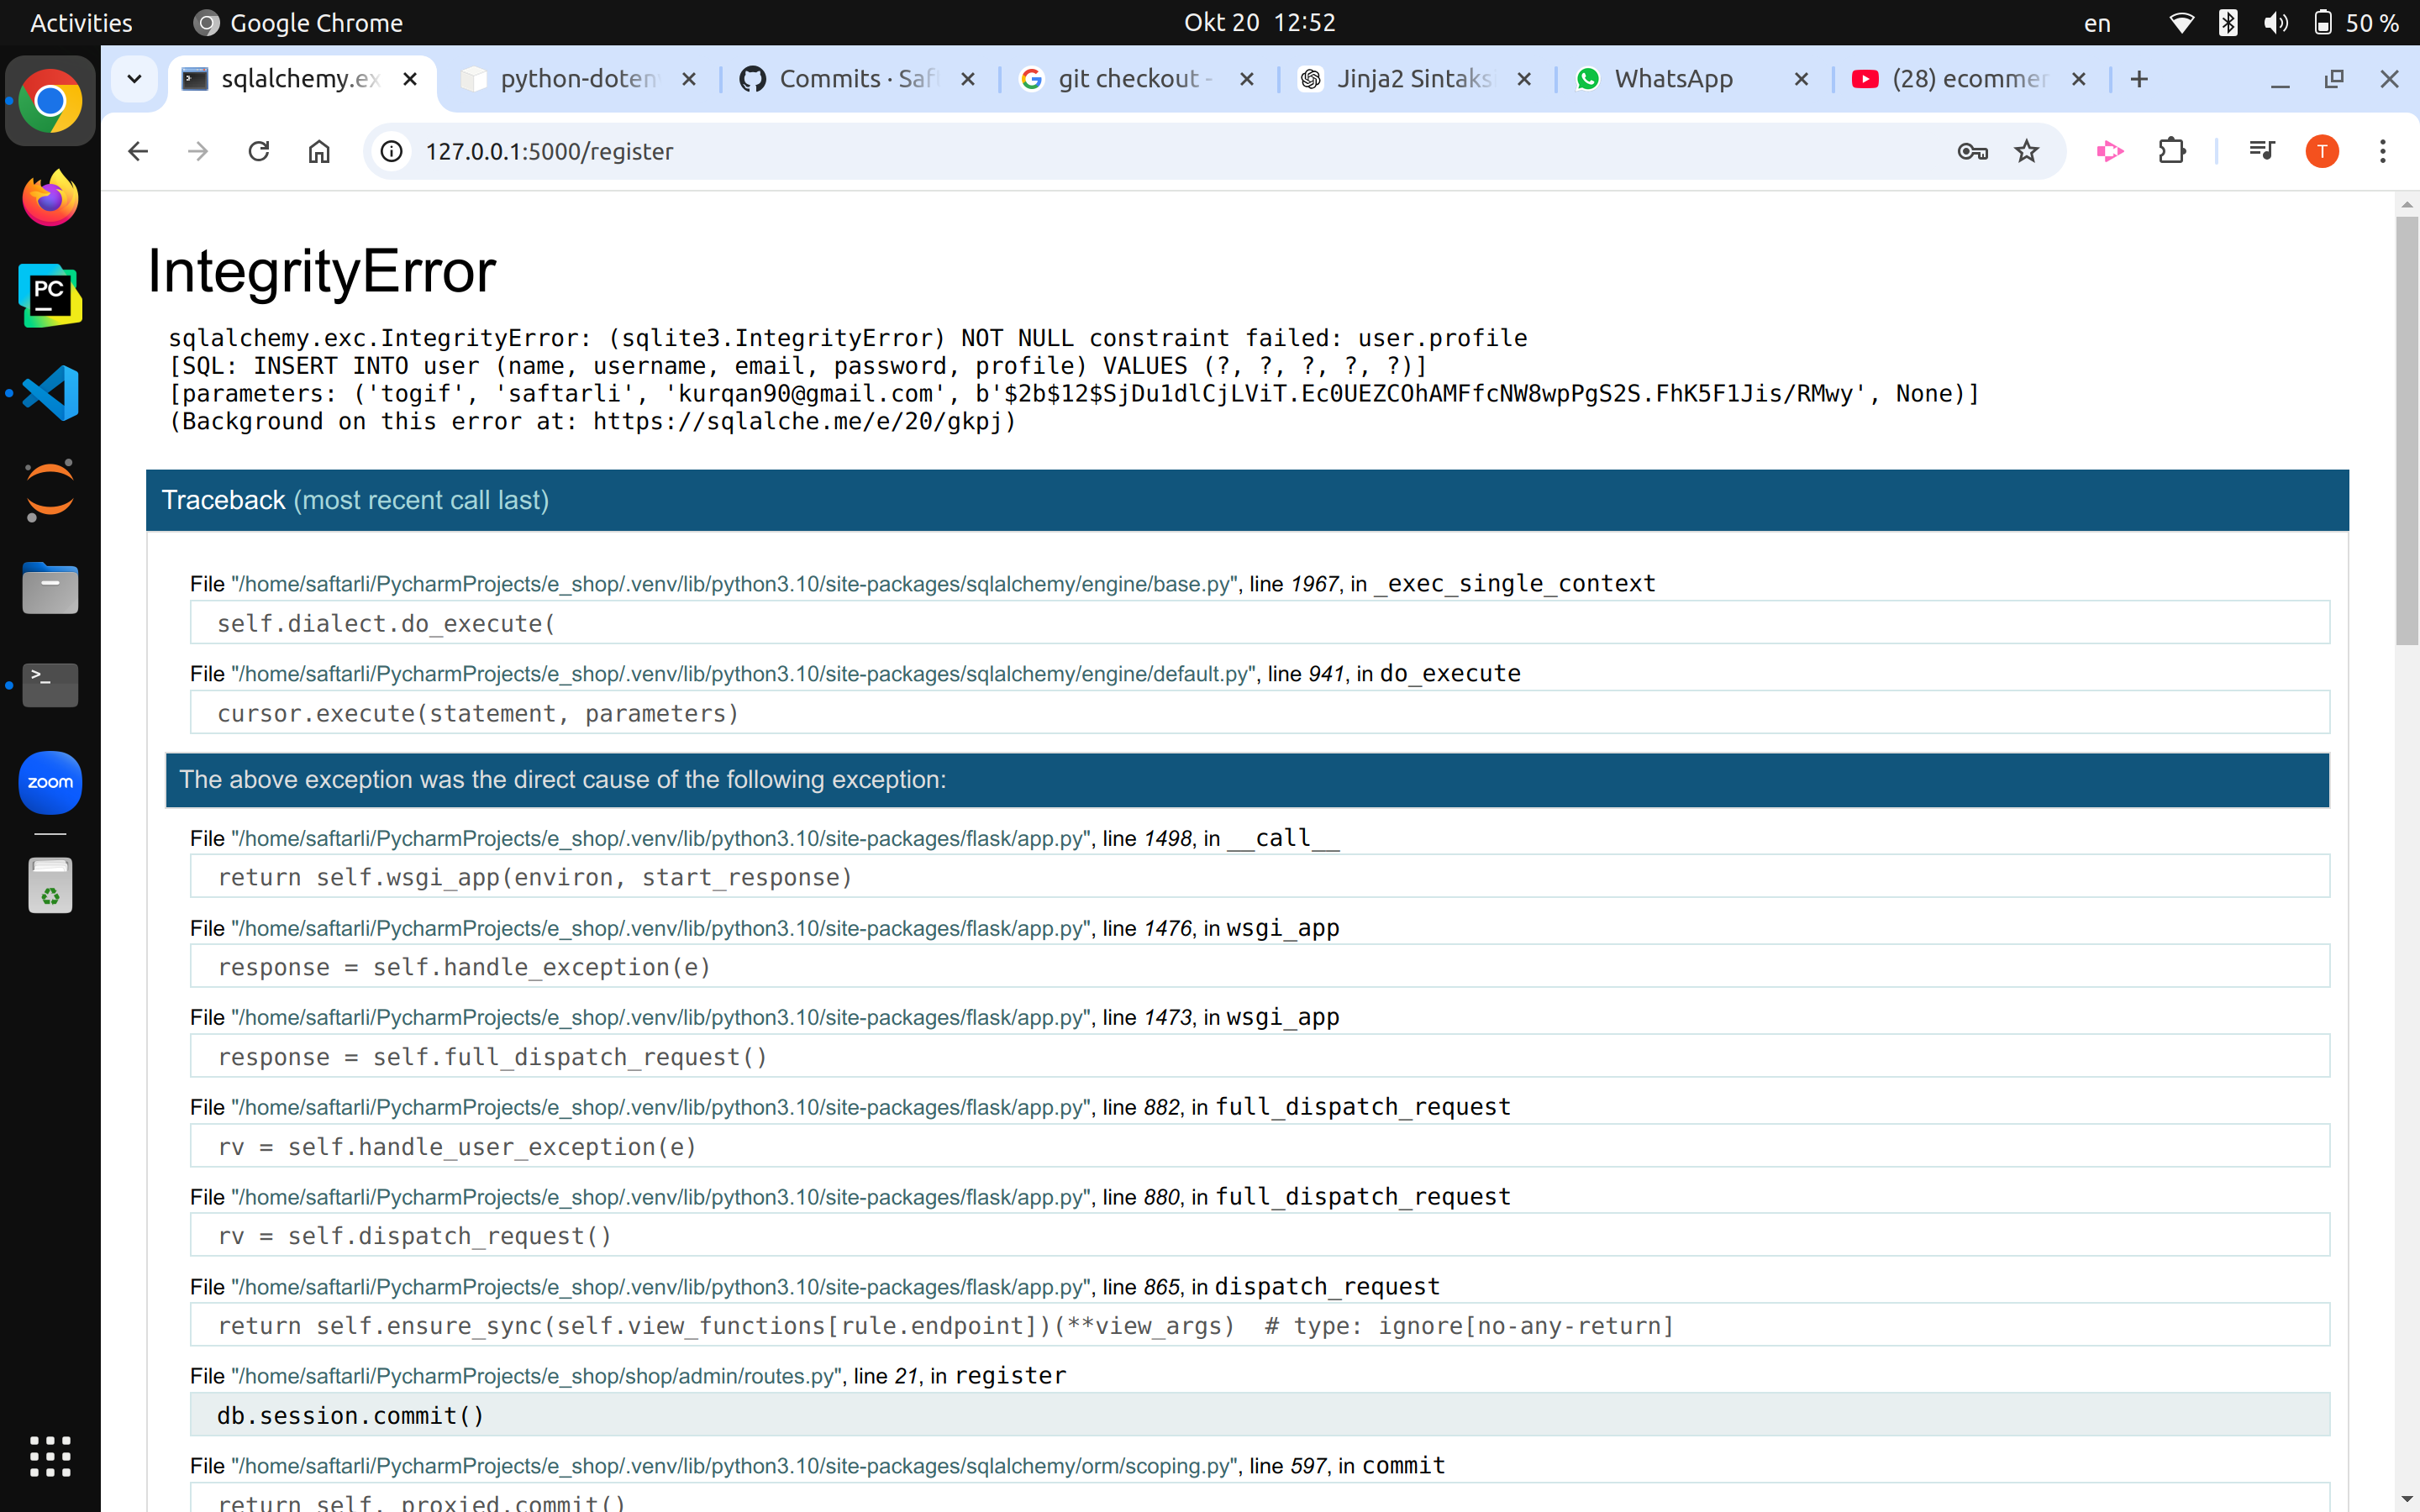 Activities
Google Chrome
Okt 20 12:52
en
50 %
sqlalchemy.ex
python-doten
Commits · Saf
git checkout -
Jinja2 Sintaks
WhatsApp
(28) ecommer
127.0.0.1:5000/register
T
PC
zoom
IntegrityError
sqlalchemy.exc.IntegrityError: (sqlite3.IntegrityError) NOT NULL constraint failed: user.profile
[SQL: INSERT INTO user (name, username, email, password, profile) VALUES (?, ?, ?, ?, ?)]
[parameters: ('togif', 'saftarli', 'kurqan90@gmail.com', b'$2b$12$SjDu1dlCjLViT.Ec0UEZCOhAMFfcNW8wpPgS2S.FhK5F1Jis/RMwy', None)]
(Background on this error at: https://sqlalche.me/e/20/gkpj)
Traceback (most recent call last)
File "/home/saftarli/PycharmProjects/e_shop/.venv/lib/python3.10/site-packages/sqlalchemy/engine/base.py", line 1967, in _exec_single_context
self.dialect.do_execute(
File "/home/saftarli/PycharmProjects/e_shop/.venv/lib/python3.10/site-packages/sqlalchemy/engine/default.py", line 941, in do_execute
cursor.execute(statement, parameters)
The above exception was the direct cause of the following exception:
File "/home/saftarli/PycharmProjects/e_shop/.venv/lib/python3.10/site-packages/flask/app.py", line 1498, in __call__
return self.wsgi_app(environ, start_response)
File "/home/saftarli/PycharmProjects/e_shop/.venv/lib/python3.10/site-packages/flask/app.py", line 1476, in wsgi_app
response = self.handle_exception(e)
File "/home/saftarli/PycharmProjects/e_shop/.venv/lib/python3.10/site-packages/flask/app.py", line 1473, in wsgi_app
response = self.full_dispatch_request()
File "/home/saftarli/PycharmProjects/e_shop/.venv/lib/python3.10/site-packages/flask/app.py", line 882, in full_dispatch_request
rv = self.handle_user_exception(e)
File "/home/saftarli/PycharmProjects/e_shop/.venv/lib/python3.10/site-packages/flask/app.py", line 880, in full_dispatch_request
rv = self.dispatch_request()
File "/home/saftarli/PycharmProjects/e_shop/.venv/lib/python3.10/site-packages/flask/app.py", line 865, in dispatch_request
return self.ensure_sync(self.view_functions[rule.endpoint])(**view_args)  # type: ignore[no-any-return]
File "/home/saftarli/PycharmProjects/e_shop/shop/admin/routes.py", line 21, in register
db.session.commit()
File "/home/saftarli/PycharmProjects/e_shop/.venv/lib/python3.10/site-packages/sqlalchemy/orm/scoping.py", line 597, in commit
return self._proxied.commit()